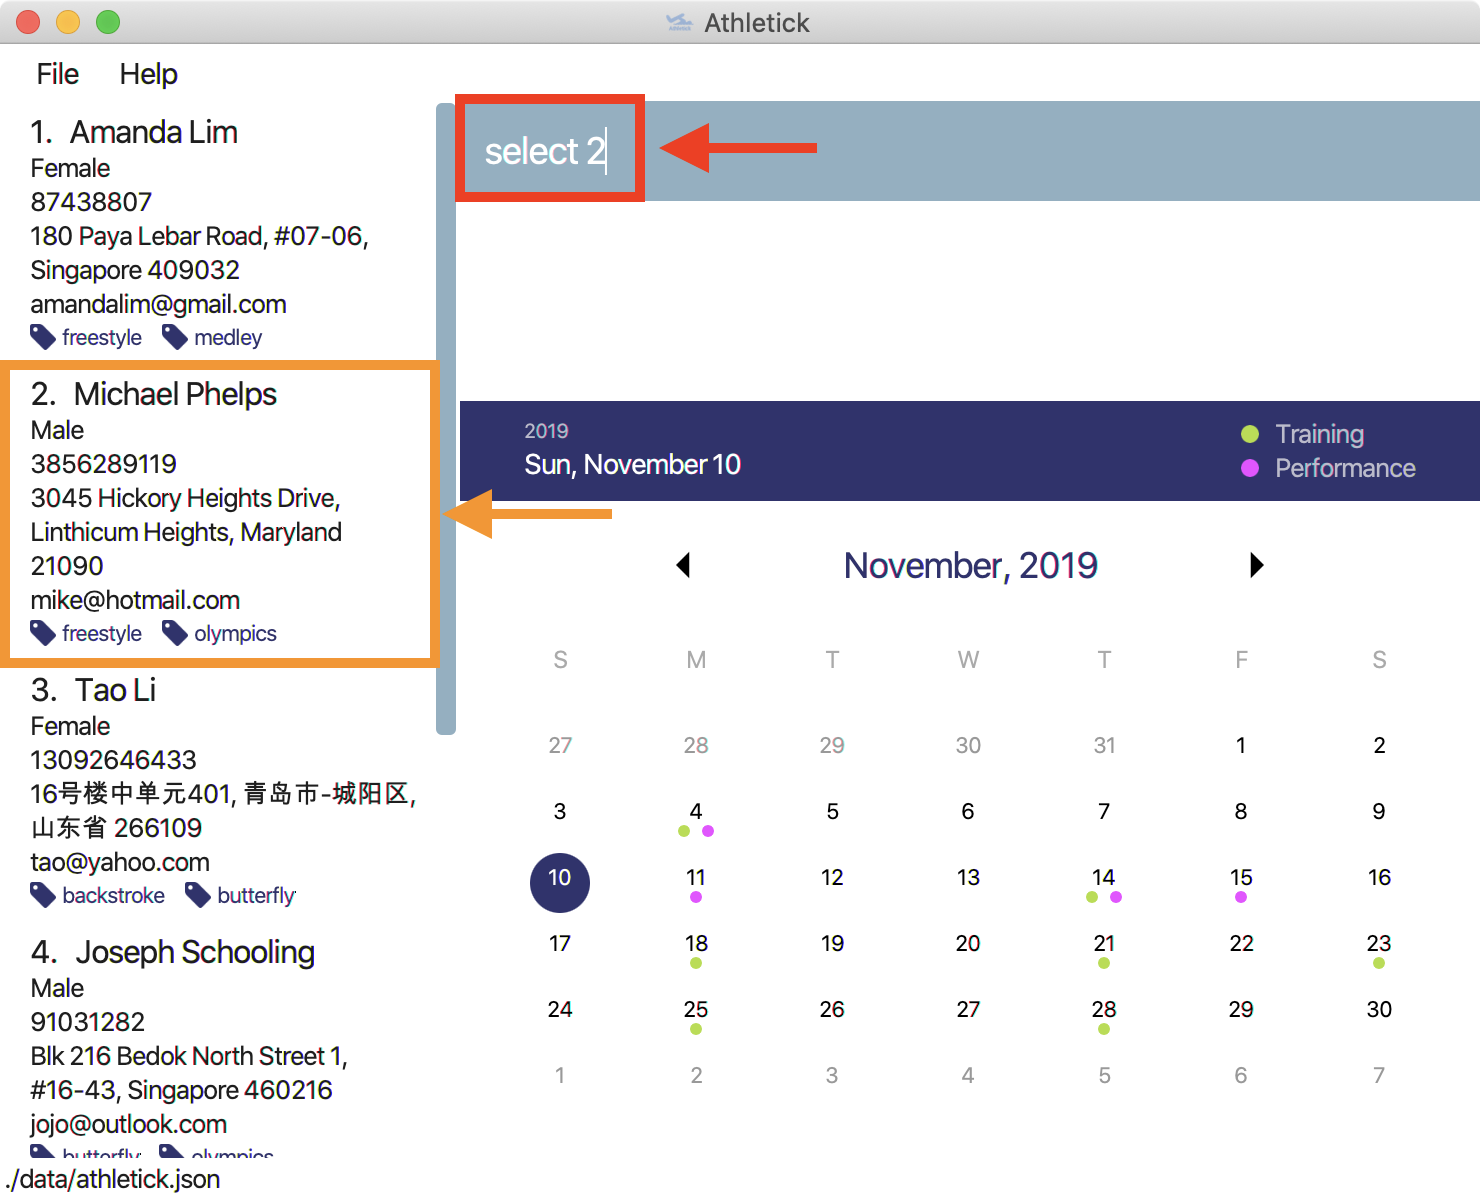 Athletick
File Help
1. Amanda Lim
Female
87438807
180 Paya Lebar Road, #07-06,
Singapore 409032
amandalim@gmail.com
freestyle medley
2. Michael Phelps
Male
3856289119
3045 Hickory Heights Drive,
Linthicum Heights, Maryland
21090
mike@hotmail.com
freestyle olympics
3. Tao Li
Female
13092646433
16号楼中单元401, 青岛市-城阳区,
山东省 266109
tao@yahoo.com
backstroke butterfly
4. Joseph Schooling
Male
91031282
Blk 216 Bedok North Street 1,
#16-43, Singapore 460216
jojo@outlook.com
butterfly olympics
./data/athletick.json
select 2
2019
Sun, November 10
Training
Performance
November, 2019
S M T W T F S
27 28 29 30 31 1 2
3 4 5 6 7 8 9
10 11 12 13 14 15 16
17 18 19 20 21 22 23
24 25 26 27 28 29 30
1 2 3 4 5 6 7